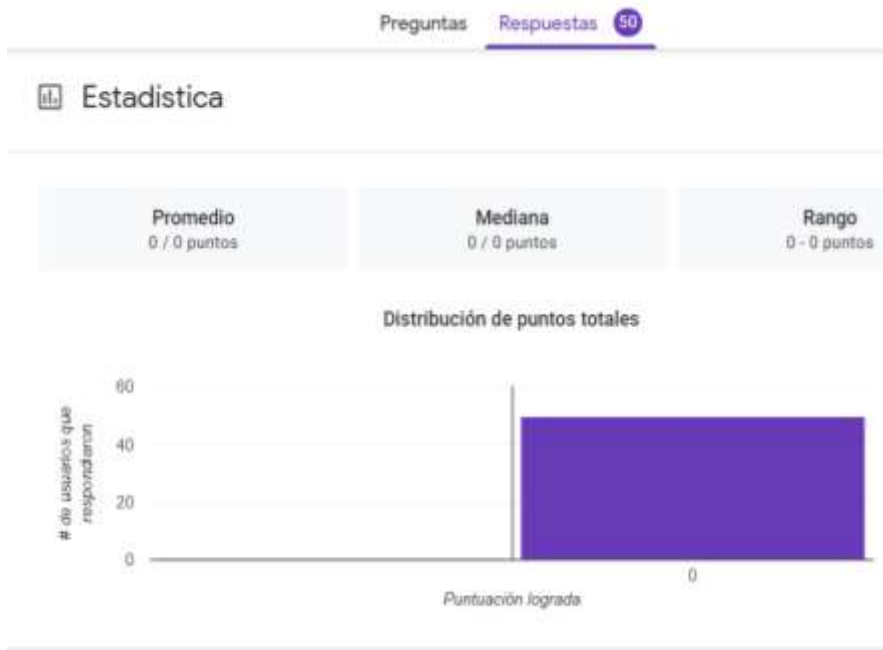 Preguntas Respuestas 50
Estadística
Promedio Mediana Rango
0 / 0 puntos 0 / 0 puntos 0 - 0 puntos
Distribución de puntos totales
60
40
20
0
# de usuarios que
respondieron
0
Puntuación lograda